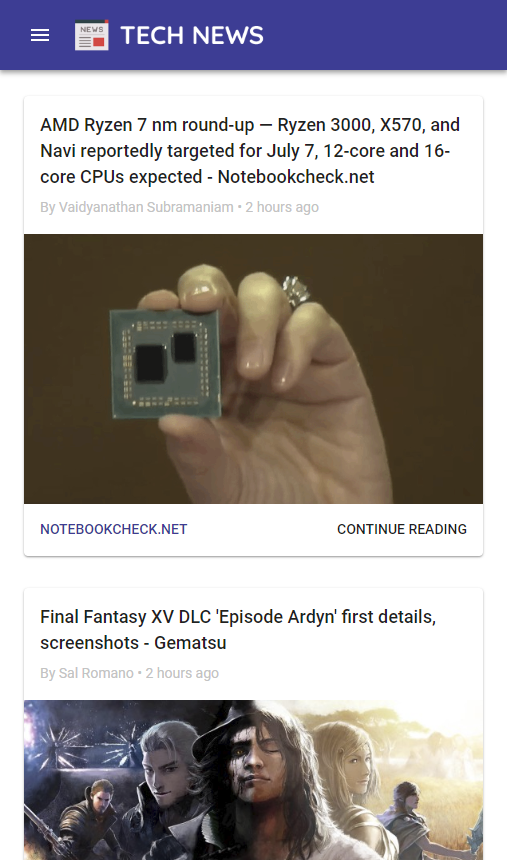 NEWS
TECH NEWS
AMD Ryzen 7 nm round-up — Ryzen 3000, X570, and
Navi reportedly targeted for July 7, 12-core and 16-
core CPUs expected - Notebookcheck.net
By Vaidyanathan Subramaniam • 2 hours ago
NOTEBOOKCHECK.NET
CONTINUE READING
Final Fantasy XV DLC 'Episode Ardyn' first details,
screenshots - Gematsu
By Sal Romano • 2 hours ago